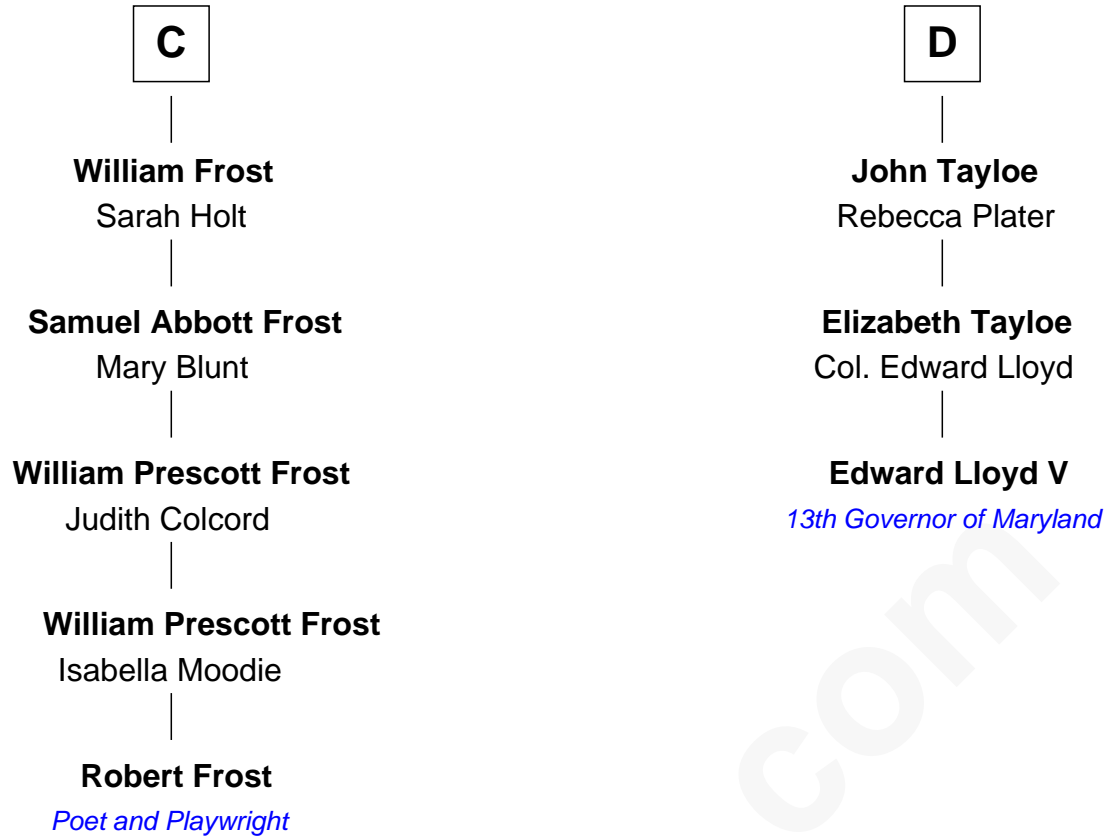 C
William Frost
Sarah Holt
Samuel Abbott Frost
Mary Blunt
William Prescott Frost
Judith Colcord
William Prescott Frost
Isabella Moodie
Robert Frost
Poet and Playwright
D
John Tayloe
Rebecca Plater
Elizabeth Tayloe
Col. Edward Lloyd
Edward Lloyd V
13th Governor of Maryland
com